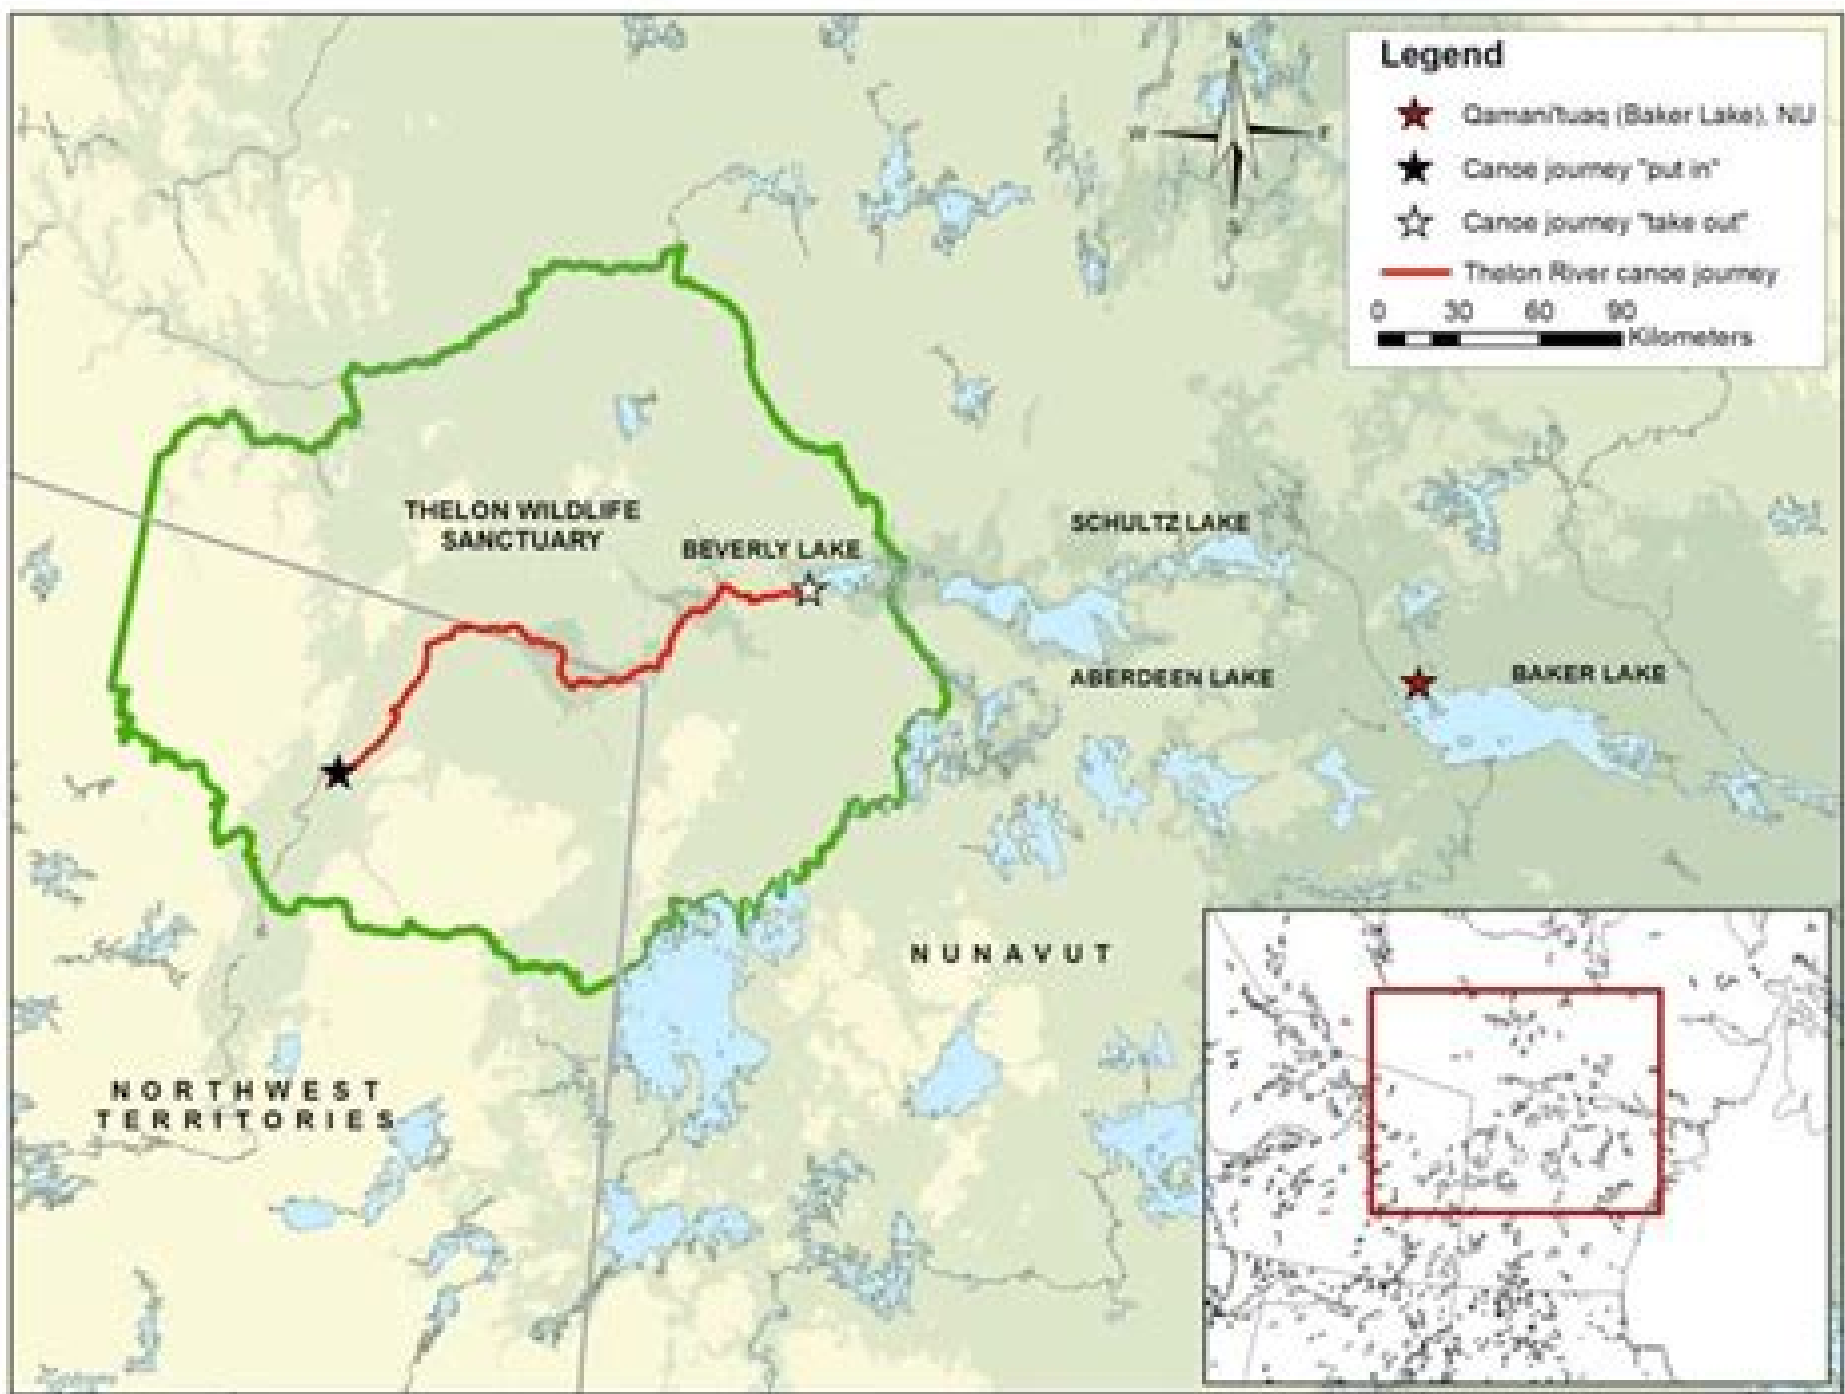 Legend
Qamani'tuaq (Baker Lake), NU
Canoe journey "put in"
Canoe journey "take out"
Thelon River canoe journey
0 30 60 90
Kilometers
N
W E
S
THELON WILDLIFE
SANCTUARY
BEVERLY LAKE
SCHULTZ LAKE
ABERDEEN LAKE
BAKER LAKE
NUNAVUT
NORTHWEST
TERRITORIES